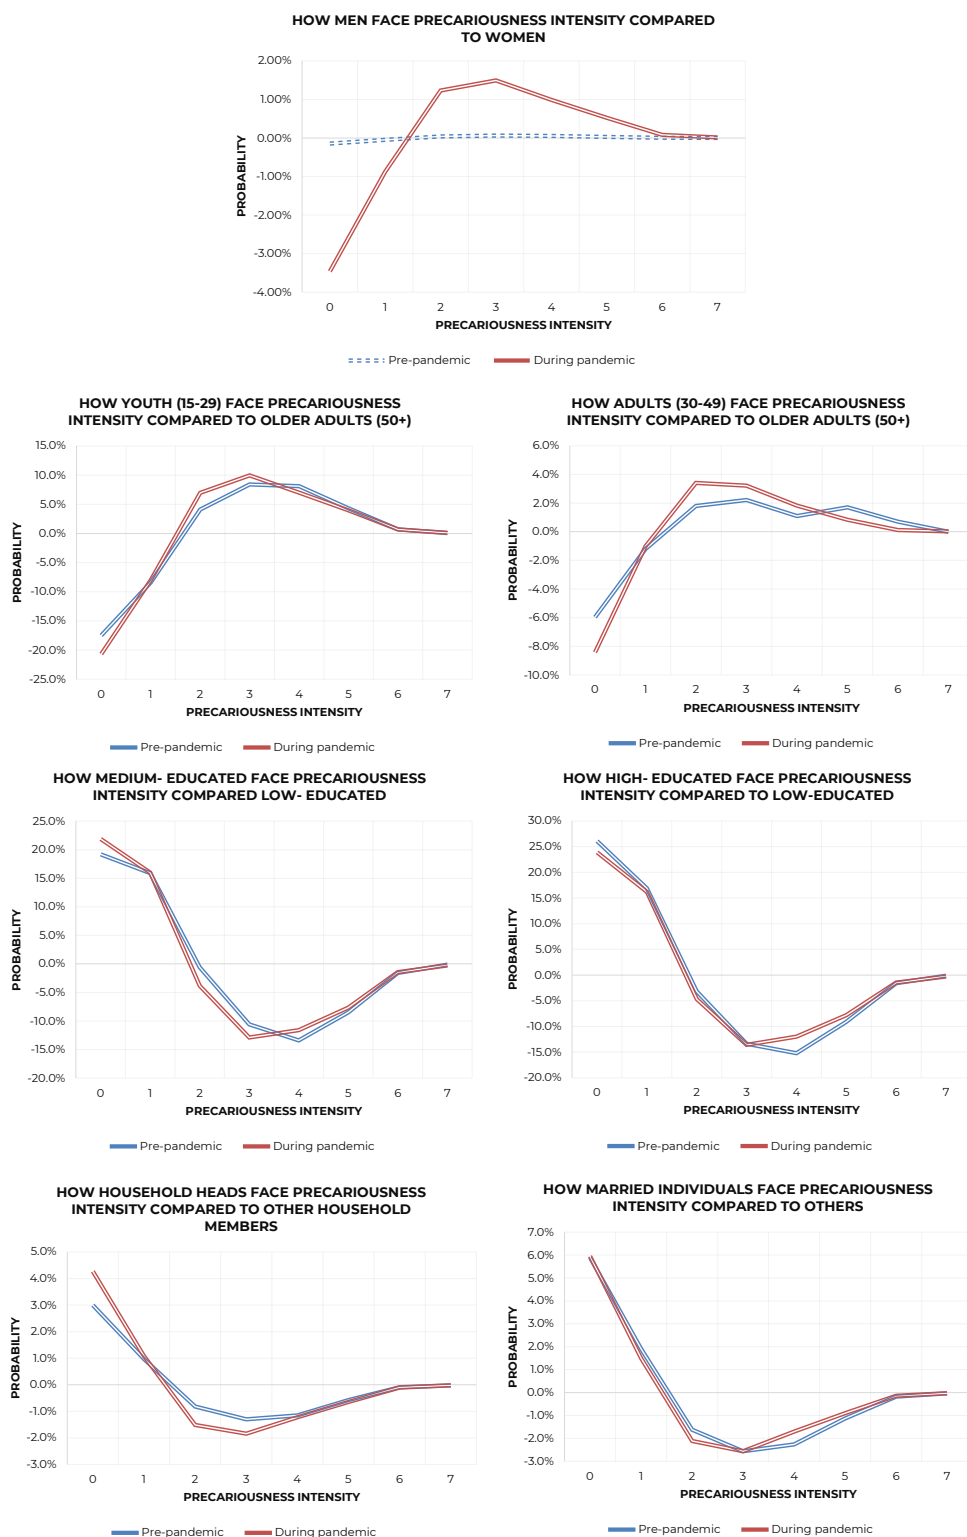 HOW MEN FACE PRECARIOUSNESS INTENSITY COMPARED
TO WOMEN
2.00%
1.00%
0.00%
-1.00%
-2.00%
-3.00%
-4.00%
PROBABILITY
0 1 2 3 4 5 6 7
PRECARIOUSNESS INTENSITY
Pre-pandemic During pandemic
HOW YOUTH (15-29) FACE PRECARIOUSNESS
INTENSITY COMPARED TO OLDER ADULTS (50+)
15.0%
10.0%
5.0%
0.0%
-5.0%
-10.0%
-15.0%
-20.0%
-25.0%
PROBABILITY
0 1 2 3 4 5 6 7
PRECARIOUSNESS INTENSITY
Pre-pandemic During pandemic
HOW ADULTS (30-49) FACE PRECARIOUSNESS
INTENSITY COMPARED TO OLDER ADULTS (50+)
6.0%
4.0%
2.0%
0.0%
-2.0%
-4.0%
-6.0%
-8.0%
-10.0%
PROBABILITY
0 1 2 3 4 5 6 7
PRECARIOUSNESS INTENSITY
Pre-pandemic During pandemic
HOW MEDIUM- EDUCATED FACE PRECARIOUSNESS
INTENSITY COMPARED LOW- EDUCATED
25.0%
20.0%
15.0%
10.0%
5.0%
0.0%
-5.0%
-10.0%
-15.0%
-20.0%
PROBABILITY
0 1 2 3 4 5 6 7
PRECARIOUSNESS INTENSITY
Pre-pandemic During pandemic
HOW HIGH- EDUCATED FACE PRECARIOUSNESS
INTENSITY COMPARED TO LOW-EDUCATED
30.0%
25.0%
20.0%
15.0%
10.0%
5.0%
0.0%
-5.0%
-10.0%
-15.0%
-20.0%
PROBABILITY
0 1 2 3 4 5 6 7
PRECARIOUSNESS INTENSITY
Pre-pandemic During pandemic
HOW HOUSEHOLD HEADS FACE PRECARIOUSNESS
INTENSITY COMPARED TO OTHER HOUSEHOLD
MEMBERS
5.0%
4.0%
3.0%
2.0%
1.0%
0.0%
-1.0%
-2.0%
-3.0%
PROBABILITY
0 1 2 3 4 5 6 7
PRECARIOUSNESS INTENSITY
Pre-pandemic During pandemic
HOW MARRIED INDIVIDUALS FACE PRECARIOUSNESS
INTENSITY COMPARED TO OTHERS
7.0%
6.0%
5.0%
4.0%
3.0%
2.0%
1.0%
0.0%
-1.0%
-2.0%
-3.0%
PROBABILITY
0 1 2 3 4 5 6 7
PRECARIOUSNESS INTENSITY
Pre-pandemic During pandemic